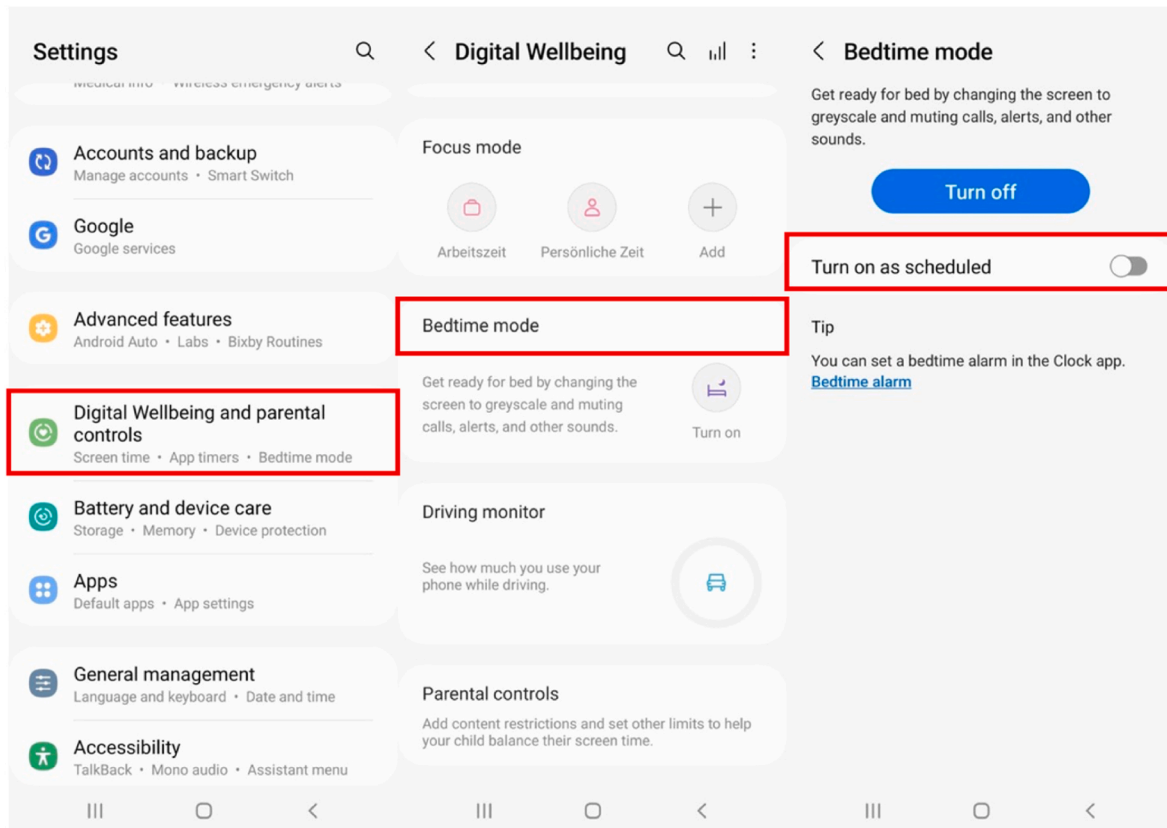 Settings
Medical info • Wireless emergency alerts
Accounts and backup
Manage accounts • Smart Switch
Google
Google services
Advanced features
Android Auto • Labs • Bixby Routines
Digital Wellbeing and parental
controls
Screen time • App timers • Bedtime mode
Battery and device care
Storage • Memory • Device protection
Apps
Default apps • App settings
General management
Language and keyboard • Date and time
Accessibility
TalkBack • Mono audio • Assistant menu
Digital Wellbeing
Focus mode
Arbeitszeit
Persönliche Zeit
Add
Bedtime mode
Get ready for bed by changing the
screen to greyscale and muting
calls, alerts, and other sounds.
Turn on
Driving monitor
See how much you use your
phone while driving.
Parental controls
Add content restrictions and set other limits to help
your child balance their screen time.
Bedtime mode
Get ready for bed by changing the screen to
greyscale and muting calls, alerts, and other
sounds.
Turn off
Turn on as scheduled
Tip
You can set a bedtime alarm in the Clock app.
Bedtime alarm